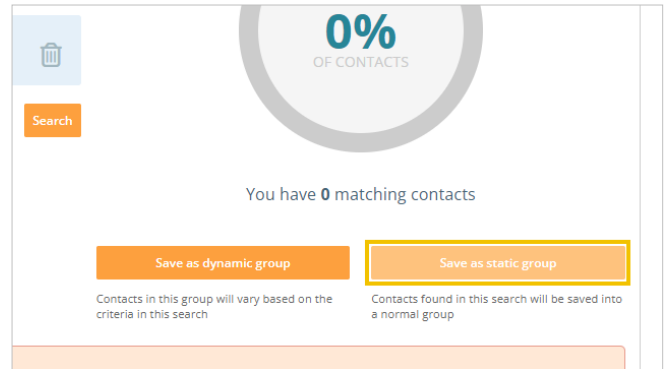 0%
OF CONTACTS
Search
You have 0 matching contacts
Save as dynamic group
Save as static group
Contacts in this group will vary based on the
criteria in this search
Contacts found in this search will be saved into
a normal group